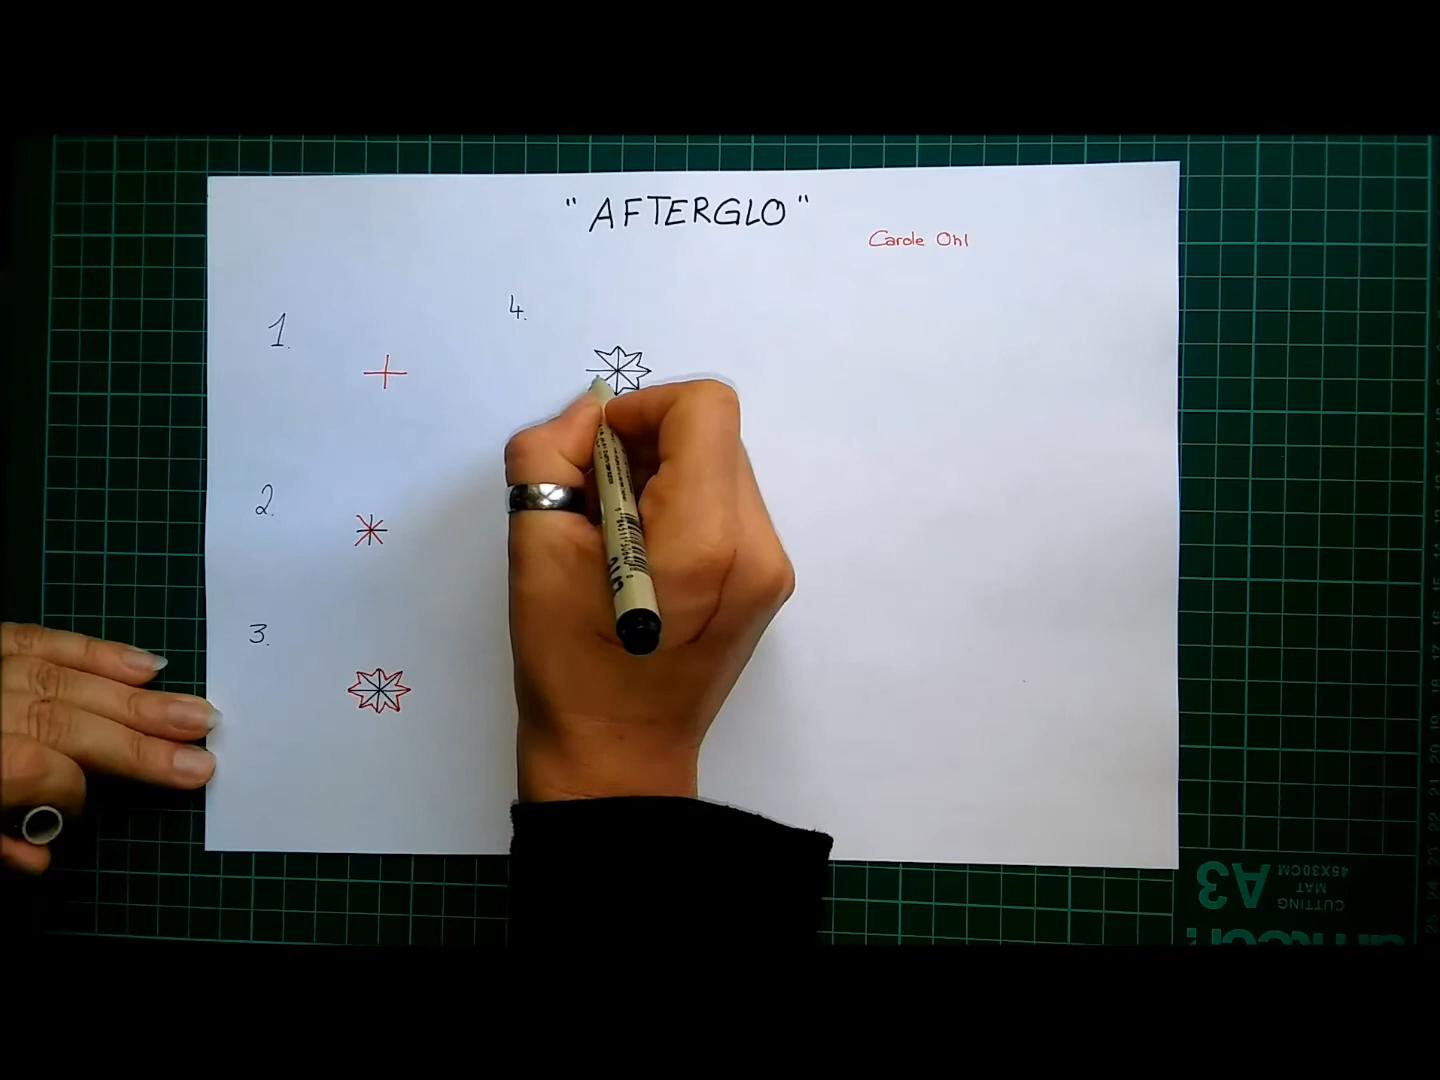 "AFTERGLO"
Carole Ohl
1.
4.
2.
3.
A3
CUTTING
MAT
45X30CM